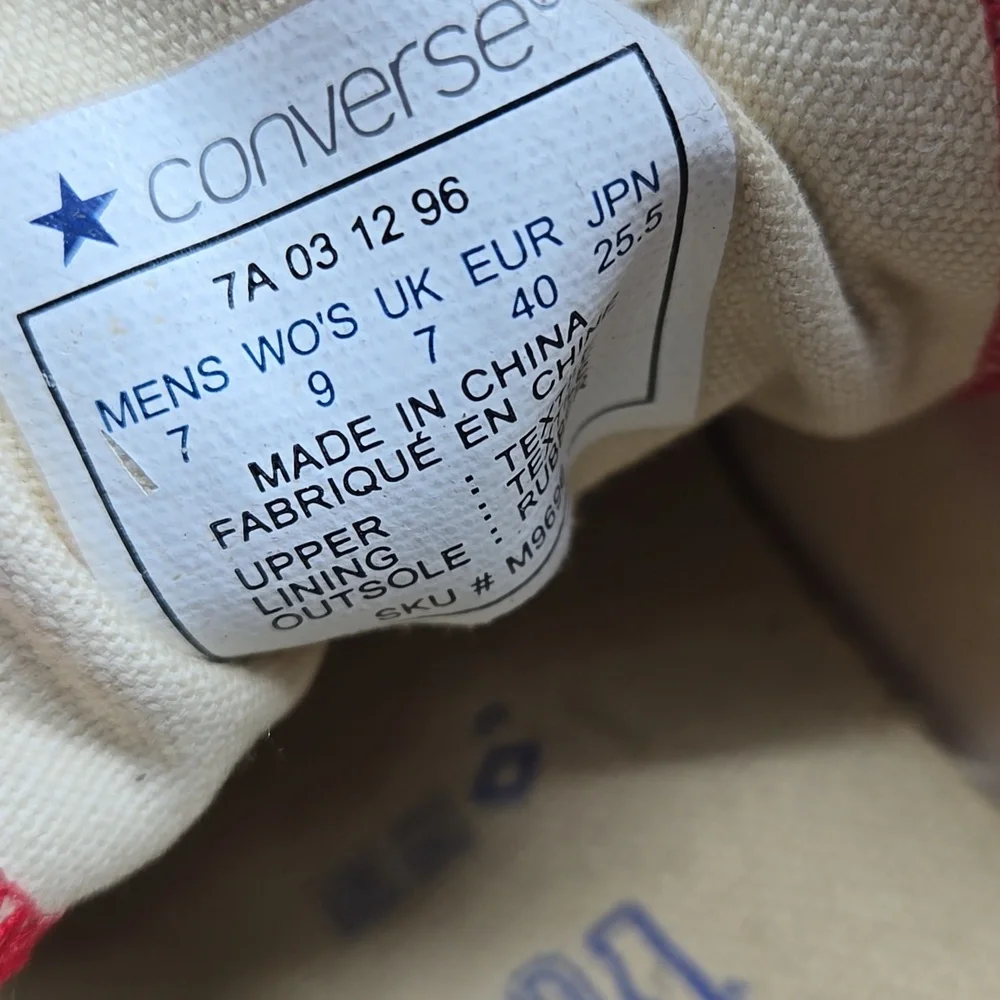 converse
7A 03 12 96
MENS WO'S UK EUR JPN
7 9 7 40 25.5
MADE IN CHINA
FABRIQUÉ EN
UPPER :
LINING :
OUTSOLE :
SKU #